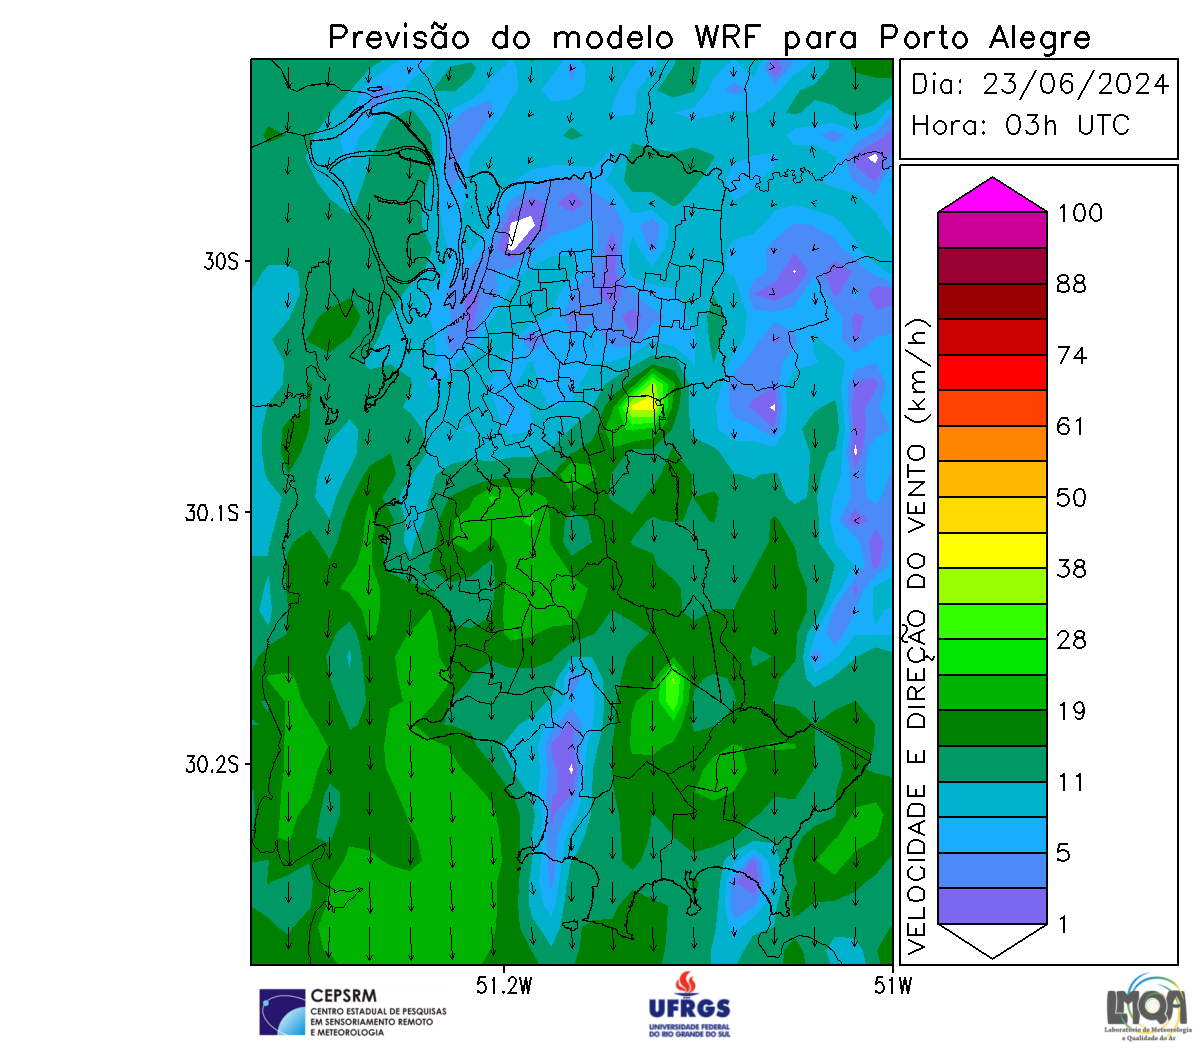 Previsão do modelo WRF para Porto Alegre
Dia: 23/06/2024
Hora: 03h UTC
30S
30.1S
30.2S
51.2W
51W
VELOCIDADE E DIREÇÃO DO VENTO (km/h)
100
88
74
61
50
38
28
19
11
5
1
CEPSRM
CENTRO ESTADUAL DE PESQUISAS
EM SENSORIAMENTO REMOTO
E METEOROLOGIA
UFRGS
UNIVERSIDADE FEDERAL
DO RIO GRANDE DO SUL
LMQA
Laboratório de Meteorologia
e Qualidade do Ar